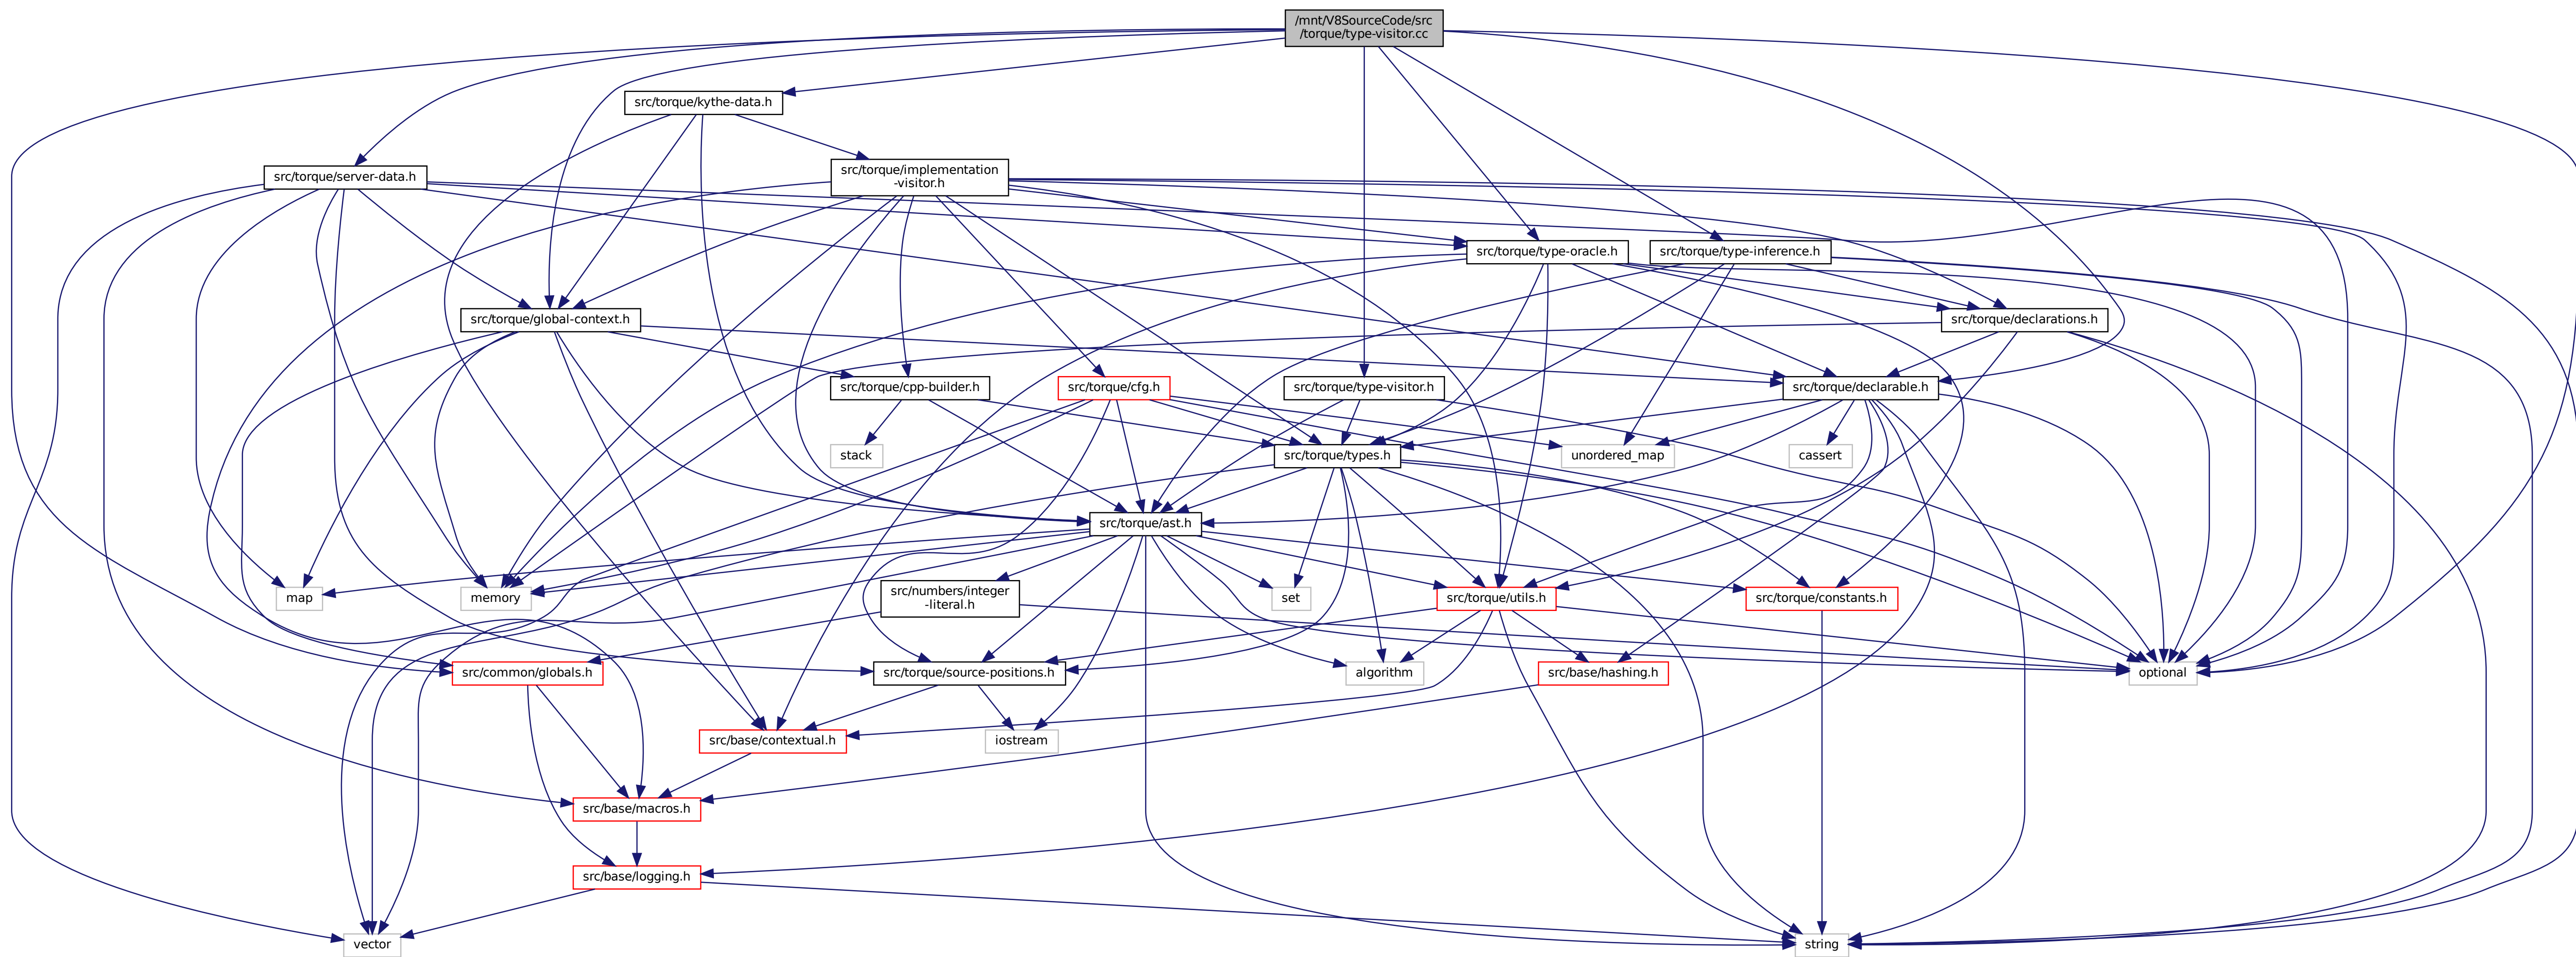 /mnt/V8SourceCode/src
/torque/type-visitor.cc
src/torque/kythe-data.h
src/torque/server-data.h
src/torque/implementation
-visitor.h
src/torque/type-oracle.h
src/torque/type-inference.h
src/torque/global-context.h
src/torque/declarations.h
src/torque/cpp-builder.h
src/torque/cfg.h
src/torque/type-visitor.h
src/torque/declarable.h
stack
src/torque/types.h
unordered_map
cassert
src/torque/ast.h
map
memory
src/numbers/integer
-literal.h
set
src/torque/utils.h
src/torque/constants.h
src/common/globals.h
src/torque/source-positions.h
algorithm
src/base/hashing.h
optional
src/base/contextual.h
iostream
src/base/macros.h
src/base/logging.h
vector
string